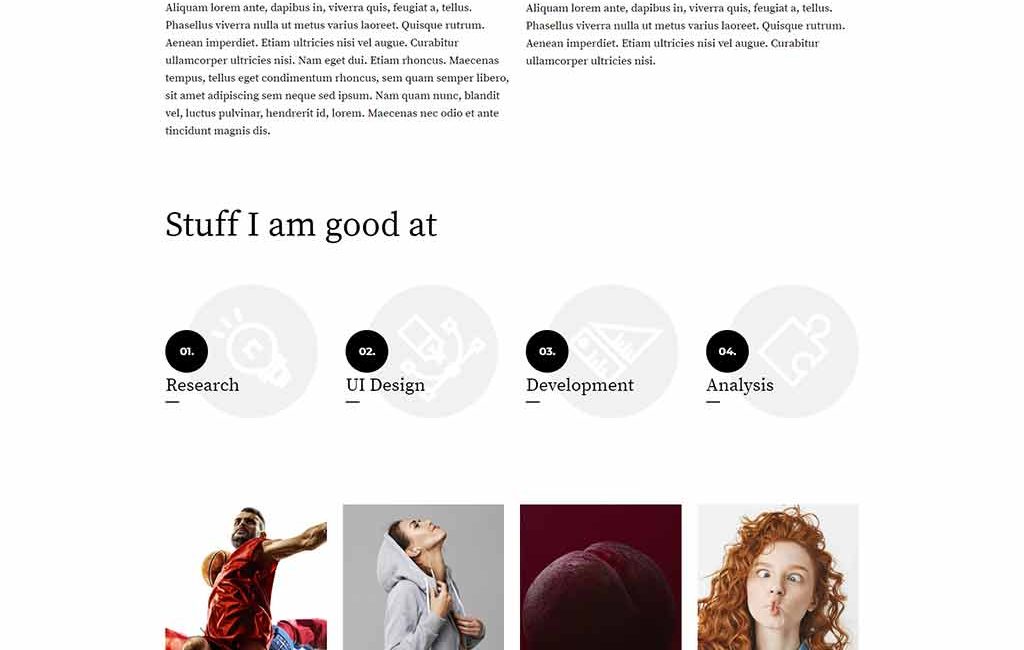 Aliquam lorem ante, dapibus in, viverra quis, feugiat a, tellus.
Phasellus viverra nulla ut metus varius laoreet. Quisque rutrum.
Aenean imperdiet. Etiam ultricies nisi vel augue. Curabitur
ullamcorper ultricies nisi. Nam eget dui. Etiam rhoncus. Maecenas
tempus, tellus eget condimentum rhoncus, sem quam semper libero,
sit amet adipiscing sem neque sed ipsum. Nam quam nunc, blandit
vel, luctus pulvinar, hendrerit id, lorem. Maecenas nec odio et ante
tincidunt magnis dis.
Aliquam lorem ante, dapibus in, viverra quis, feugiat a, tellus.
Phasellus viverra nulla ut metus varius laoreet. Quisque rutrum.
Aenean imperdiet. Etiam ultricies nisi vel augue. Curabitur
ullamcorper ultricies nisi.
Stuff I am good at
01.
Research
02.
UI Design
03.
Development
04.
Analysis